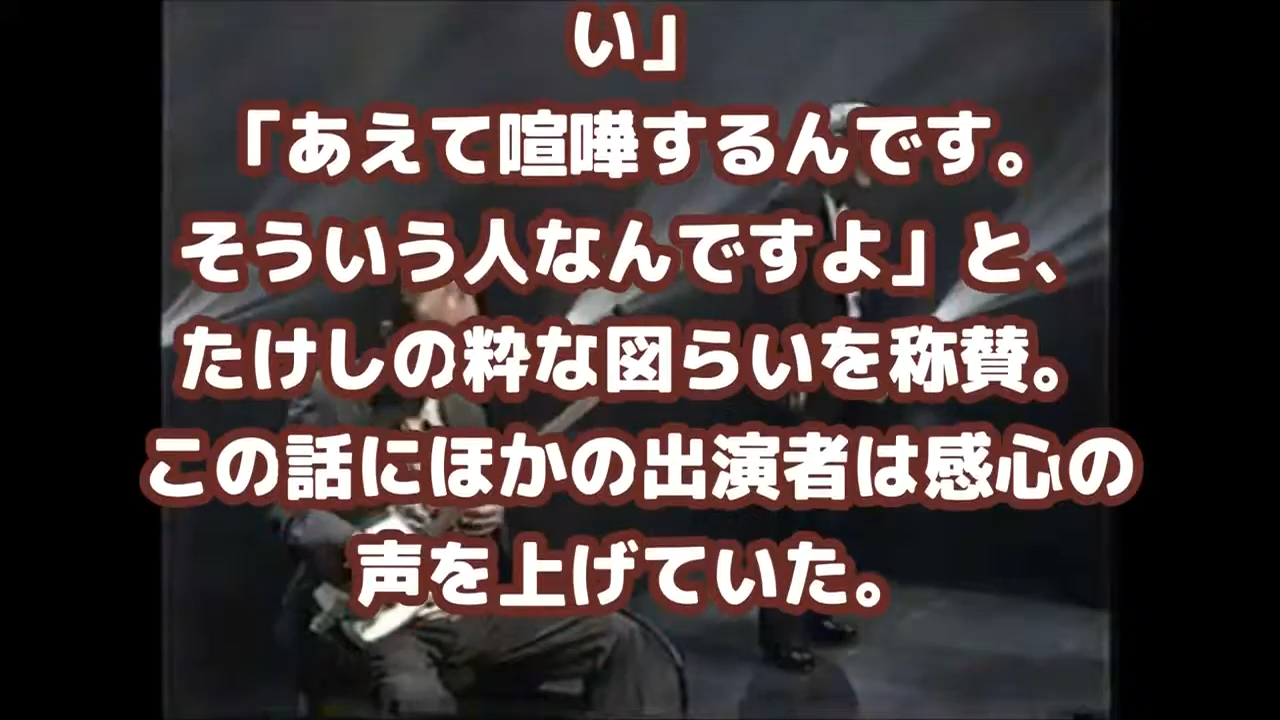 い」
「あえて喧嘩するんです。
そういう人なんですよ」と、
たけしの粋な図らいを称賛。
この話にほかの出演者は感心の
声を上げていた。